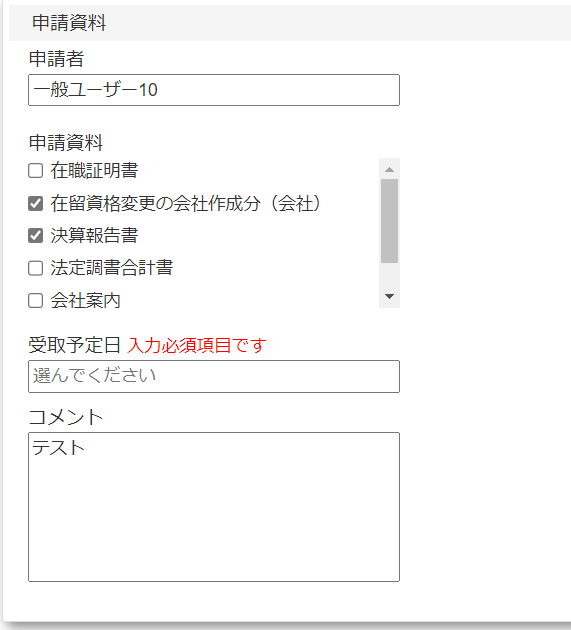 申請資料
申請者
一般ユーザー10
申請資料
在職証明書
在留資格変更の会社作成分（会社）
決算報告書
法定調書合計書
会社案内
受取予定日 入力必須項目です
選んでください
コメント
テスト